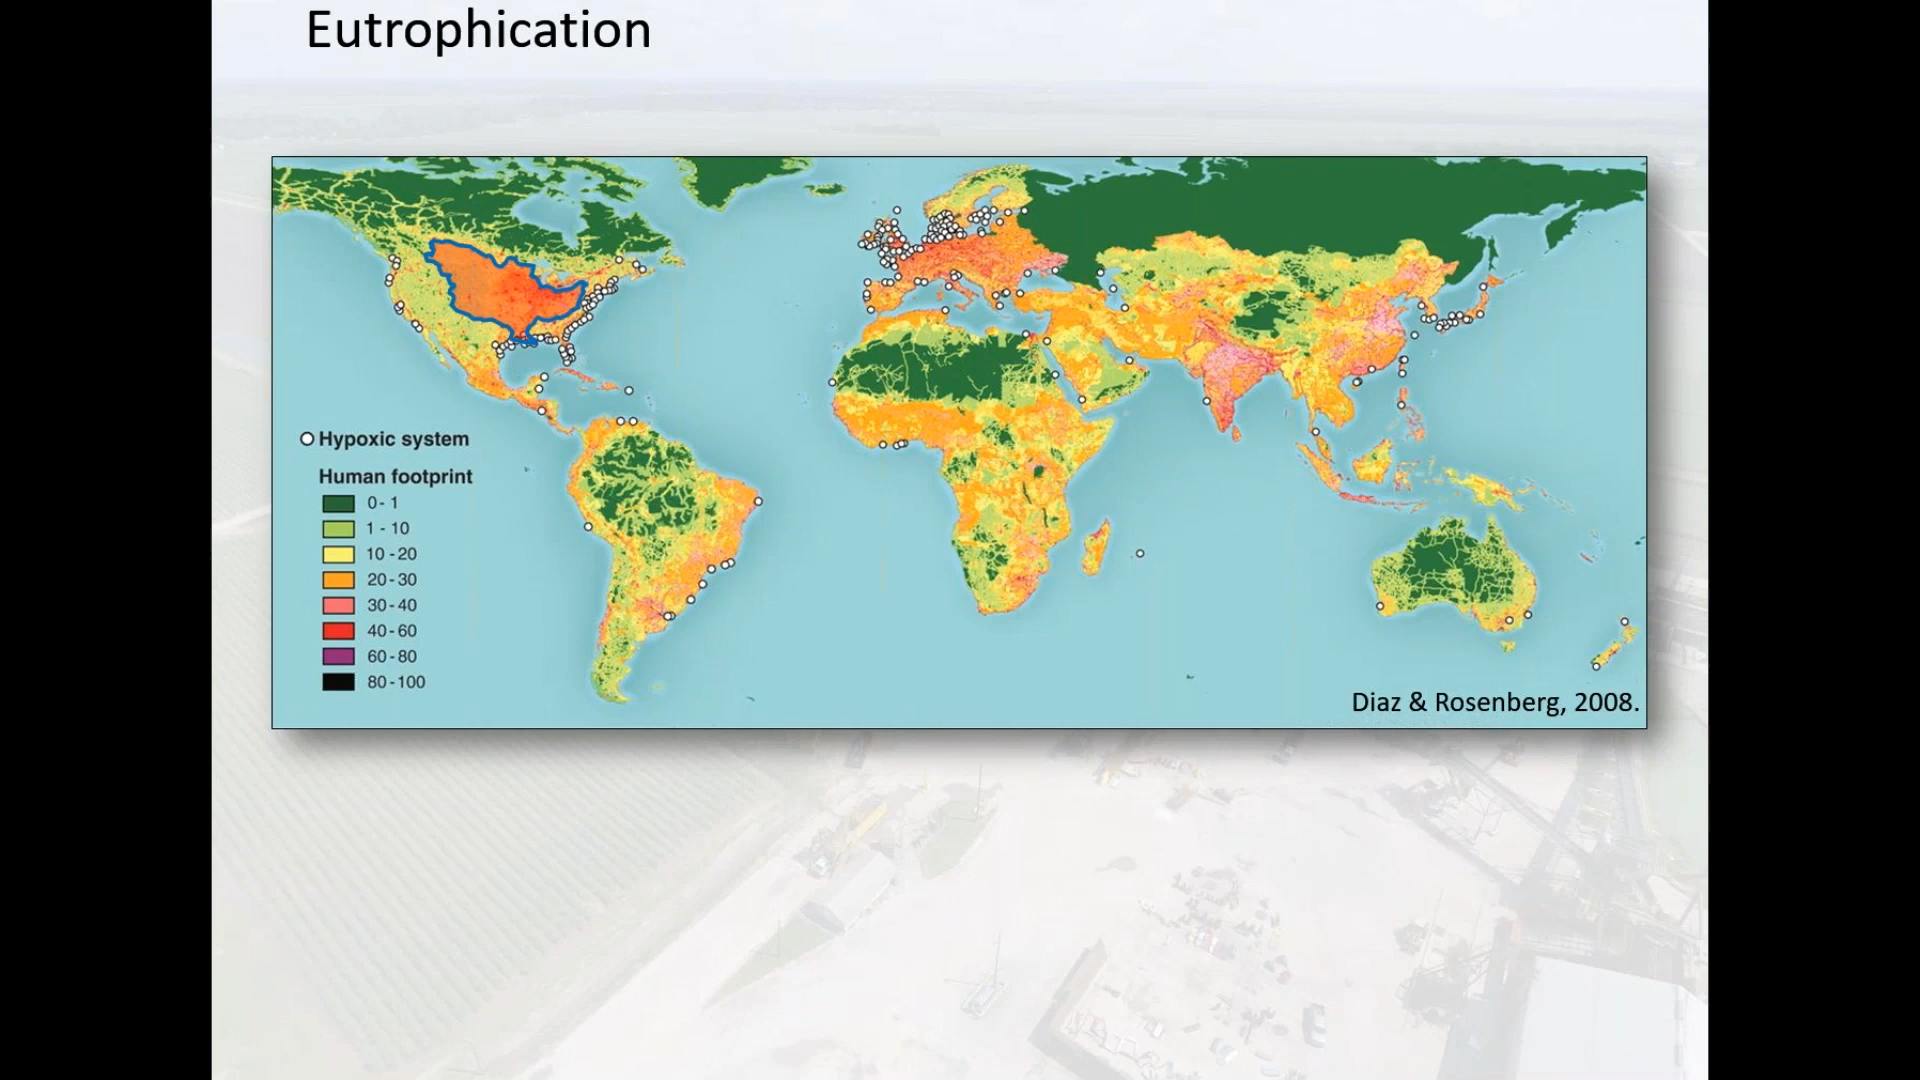 Eutrophication
Hypoxic system
Human footprint
0 - 1
1 - 10
10 - 20
20 - 30
30 - 40
40 - 60
60 - 80
80 - 100
Diaz & Rosenberg, 2008.